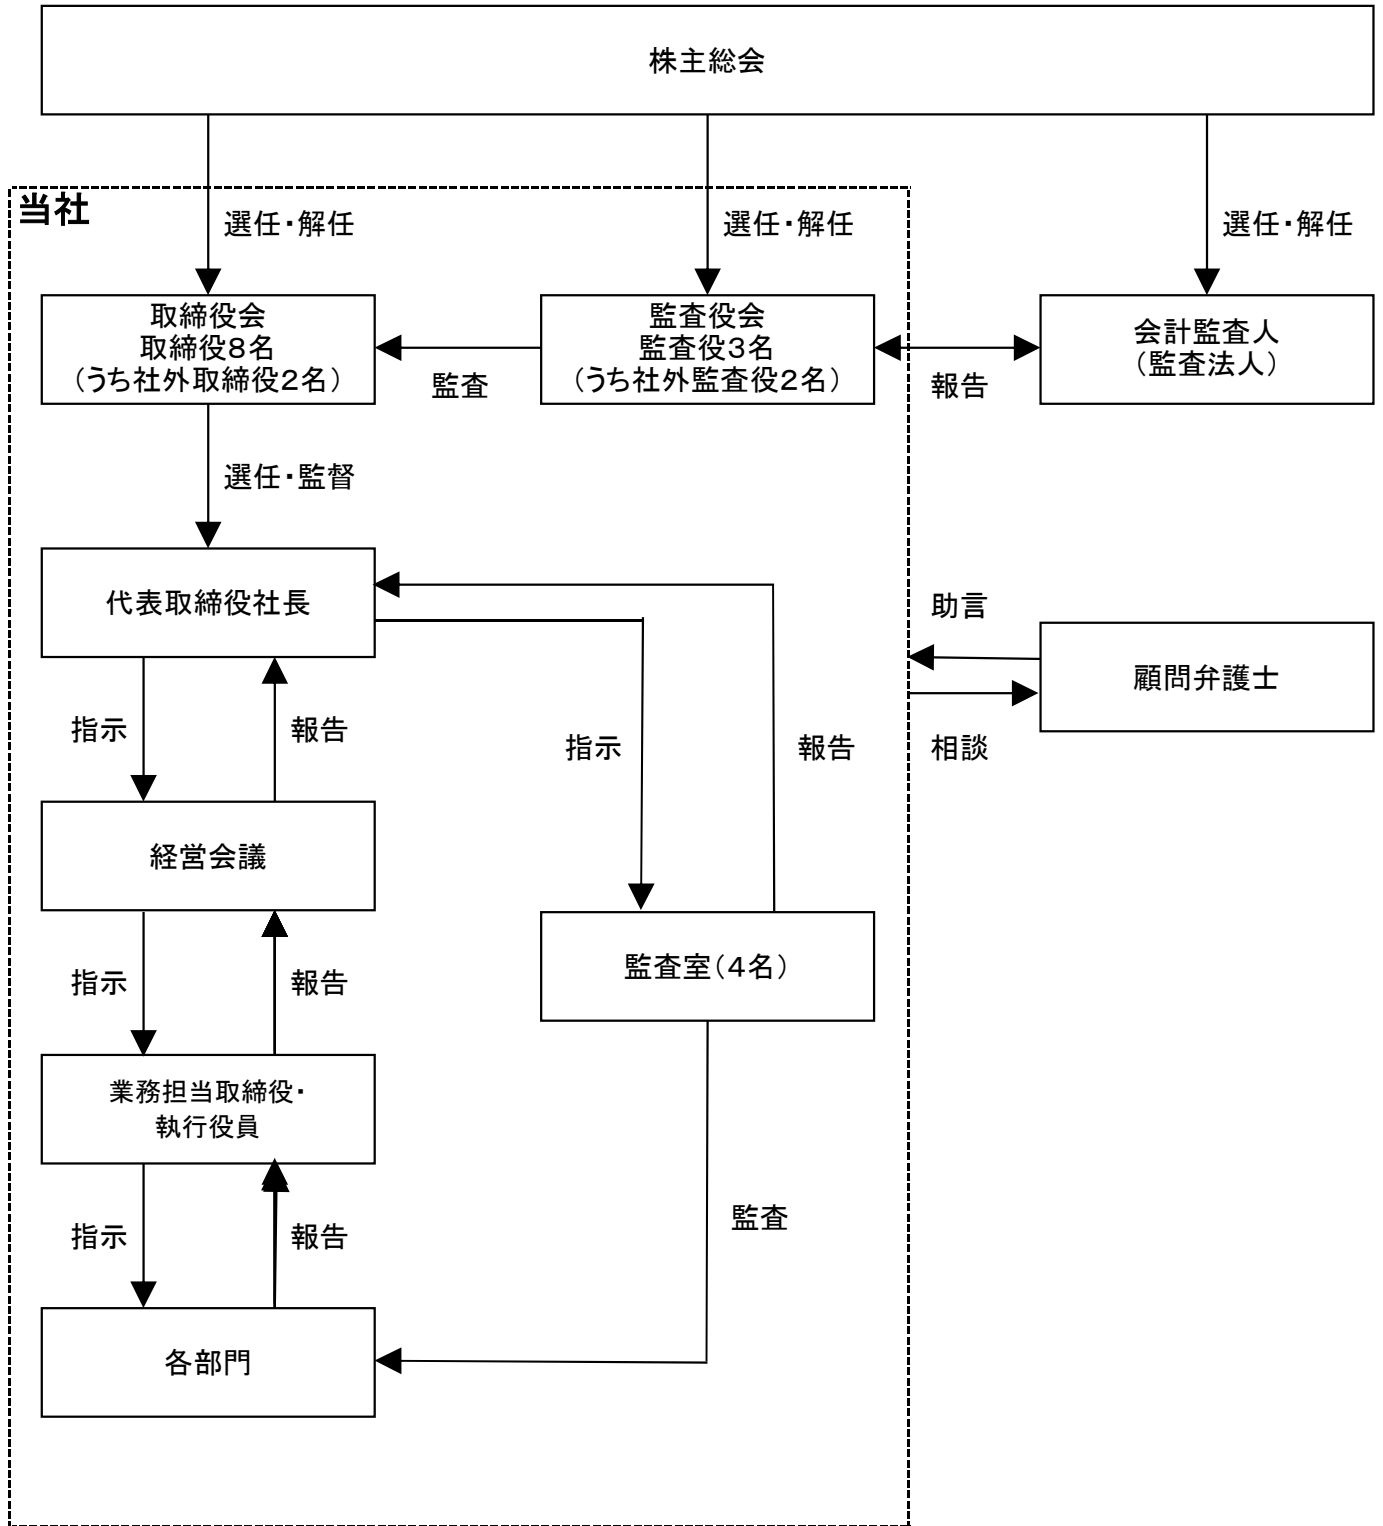 株主総会
当社
選任・解任
選任・解任
選任・解任
取締役会
取締役8名
（うち社外取締役2名）
監査役会
監査役3名
（うち社外監査役2名）
会計監査人
（監査法人）
監査
報告
選任・監督
代表取締役社長
助言
顧問弁護士
相談
指示
報告
指示
報告
経営会議
監査室（4名）
指示
報告
業務担当取締役・
執行役員
監査
指示
報告
各部門